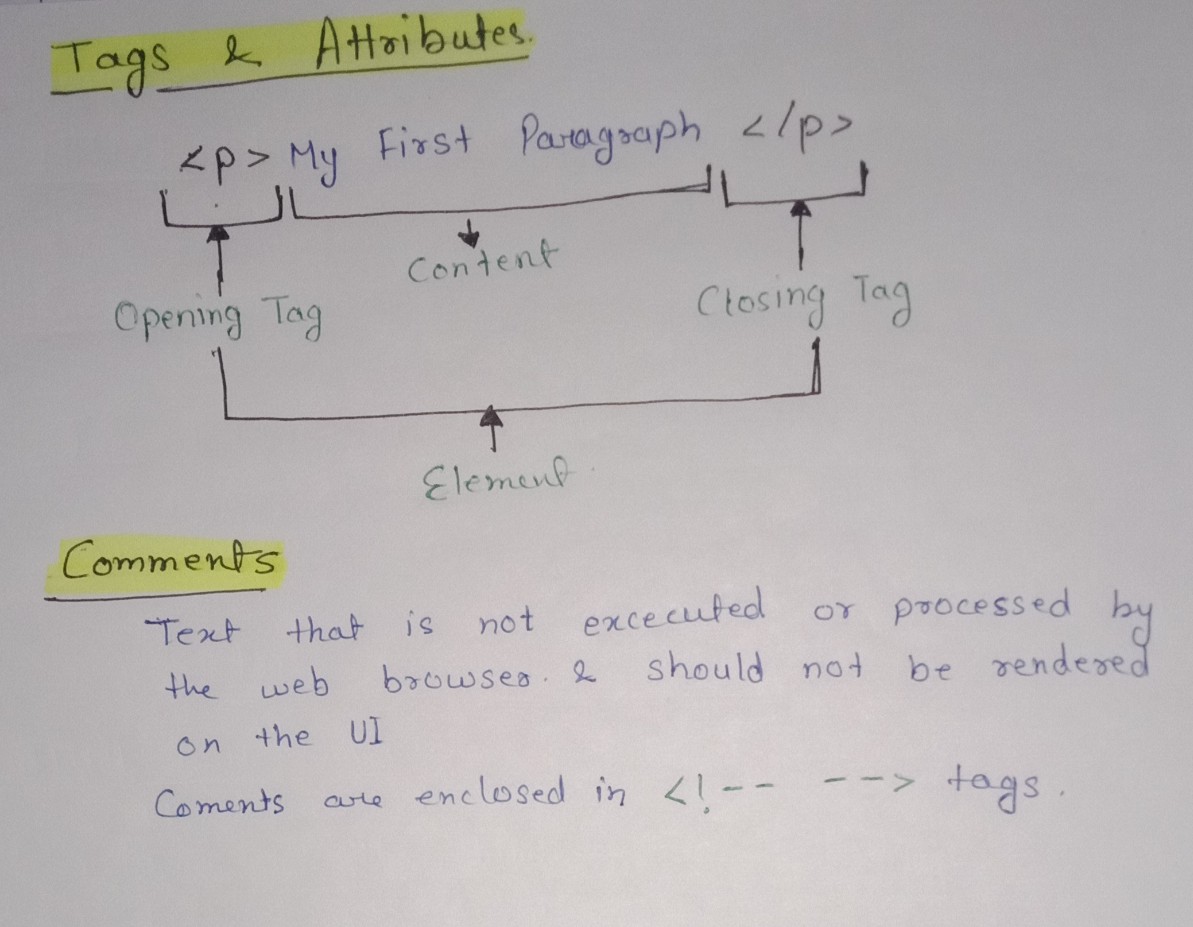 Tags & Attributes.
<p> My First Paragraph </p>
Content
Opening Tag
Closing Tag
Element
Comments
Text that is not excecuted or processed by
the web browser. & should not be rendered
on the UI
Coments are enclosed in <!-- --> tags.